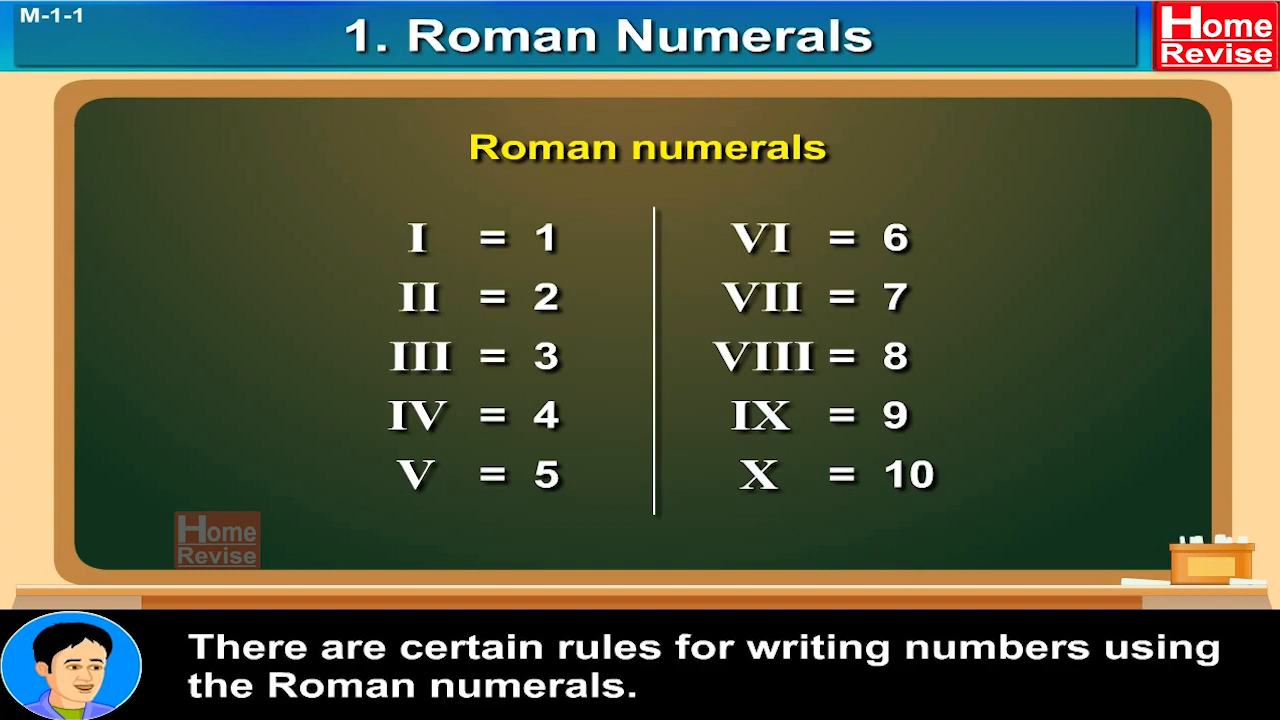 M-1-1
1. Roman Numerals
Home
Revise
Roman numerals
I = 1
II = 2
III = 3
IV = 4
V = 5
VI = 6
VII = 7
VIII = 8
IX = 9
X = 10
Home
Revise
There are certain rules for writing numbers using
the Roman numerals.